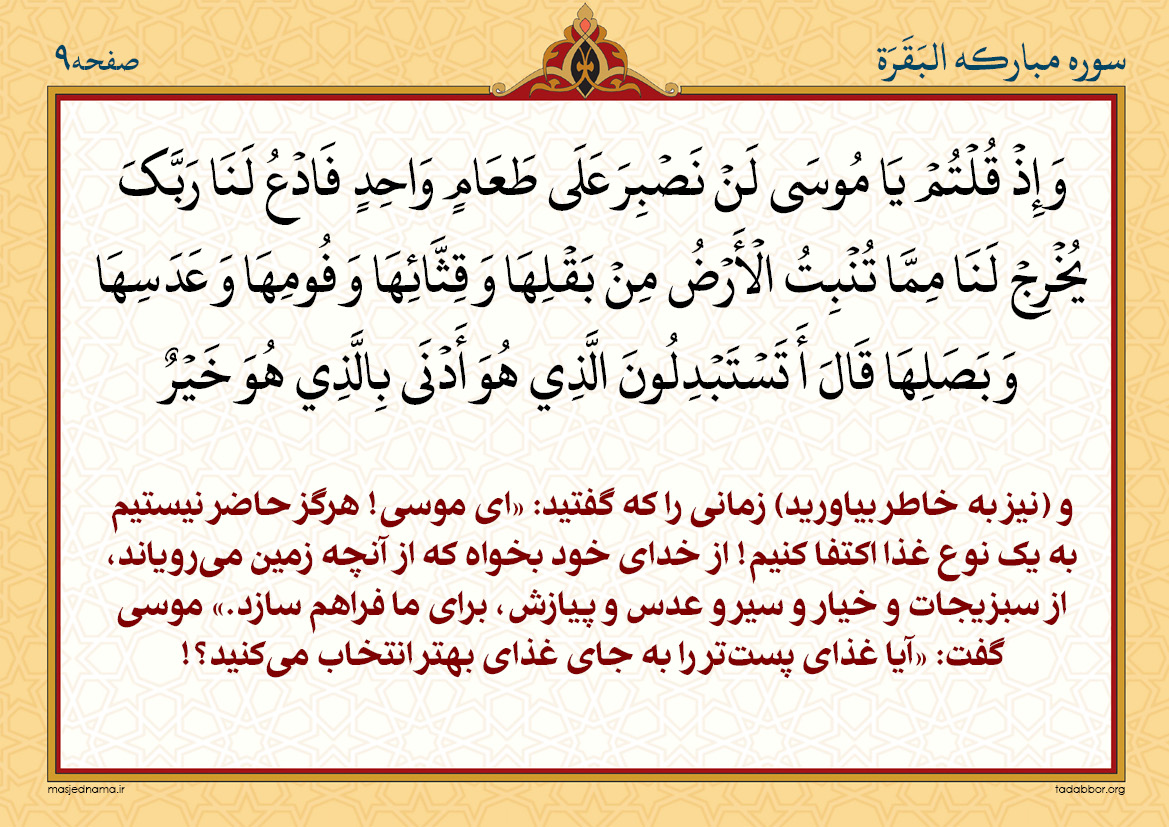 سوره مبارکه البَقَرَة
صفحه۹
وَ إِذْ قُلْتُمْ يَا مُوسَى لَنْ نَصْبِرَ عَلَى طَعَامٍ وَاحِدٍ فَادْعُ لَنَا رَبَّكَ
يُخْرِجْ لَنَا مِمَّا تُنْبِتُ الْأَرْضُ مِنْ بَقْلِهَا وَ قِثَّائِهَا وَ فُومِهَا وَ عَدَسِهَا
وَ بَصَلِهَا قَالَ أَ تَسْتَبْدِلُونَ الَّذِي هُوَ أَدْنَى بِالَّذِي هُوَ خَيْرٌ
و (نیز به خاطر بیاورید) زمانی را که گفتید: «ای موسی! هرگز حاضر نیستیم
به یک نوع غذا اکتفا کنیم! از خدای خود بخواه که از آنچه زمین می‌رویاند،
از سبزیجات و خیار و سیر و عدس و پیازش، برای ما فراهم سازد.» موسی
گفت: «آیا غذای پست‌تر را به جای غذای بهتر انتخاب می‌کنید؟!
masjednama.ir
tadabbor.org